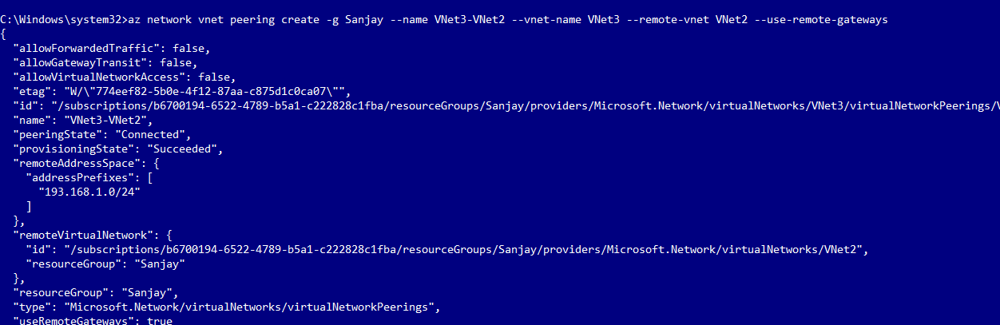 C:\Windows\system32>az network vnet peering create -g Sanjay --name VNet3-VNet2 --vnet-name VNet3 --remote-vnet VNet2 --use-remote-gateways
{
  "allowForwardedTraffic": false,
  "allowGatewayTransit": false,
  "allowVirtualNetworkAccess": false,
  "etag": "W/\"774eef82-5b0e-4f12-87aa-c875d1c0ca07\"",
  "id": "/subscriptions/b6700194-6522-4789-b5a1-c222828c1fba/resourceGroups/Sanjay/providers/Microsoft.Network/virtualNetworks/VNet3/virtualNetworkPeerings/V
  "name": "VNet3-VNet2",
  "peeringState": "Connected",
  "provisioningState": "Succeeded",
  "remoteAddressSpace": {
    "addressPrefixes": [
      "193.168.1.0/24"
    ]
  },
  "remoteVirtualNetwork": {
    "id": "/subscriptions/b6700194-6522-4789-b5a1-c222828c1fba/resourceGroups/Sanjay/providers/Microsoft.Network/virtualNetworks/VNet2",
    "resourceGroup": "Sanjay"
  },
  "resourceGroup": "Sanjay",
  "type": "Microsoft.Network/virtualNetworks/virtualNetworkPeerings",
  "useRemoteGateways": true